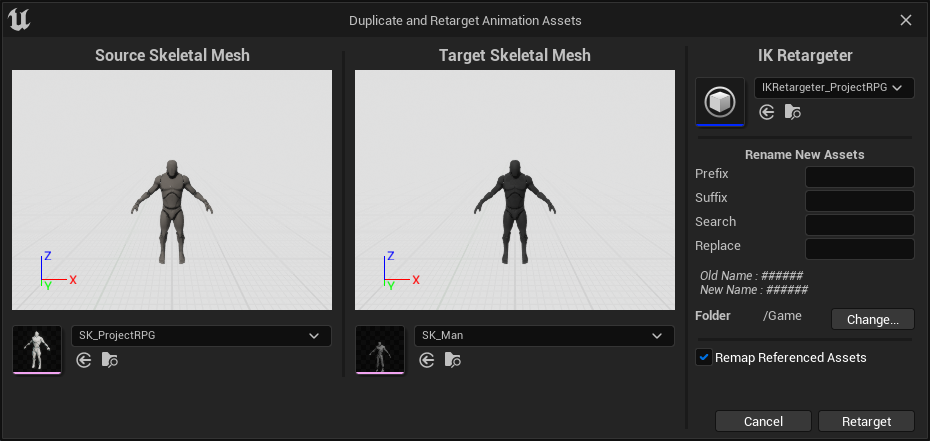 Duplicate and Retarget Animation Assets
Source Skeletal Mesh
Z
X
Y
SK_ProjectRPG
Target Skeletal Mesh
Z
X
Y
SK_Man
IK Retargeter
IKRetargeter_ProjectRPG
Rename New Assets
Prefix
Suffix
Search
Replace
Old Name : ######
New Name : ######
Folder /Game Change...
Remap Referenced Assets
Cancel Retarget